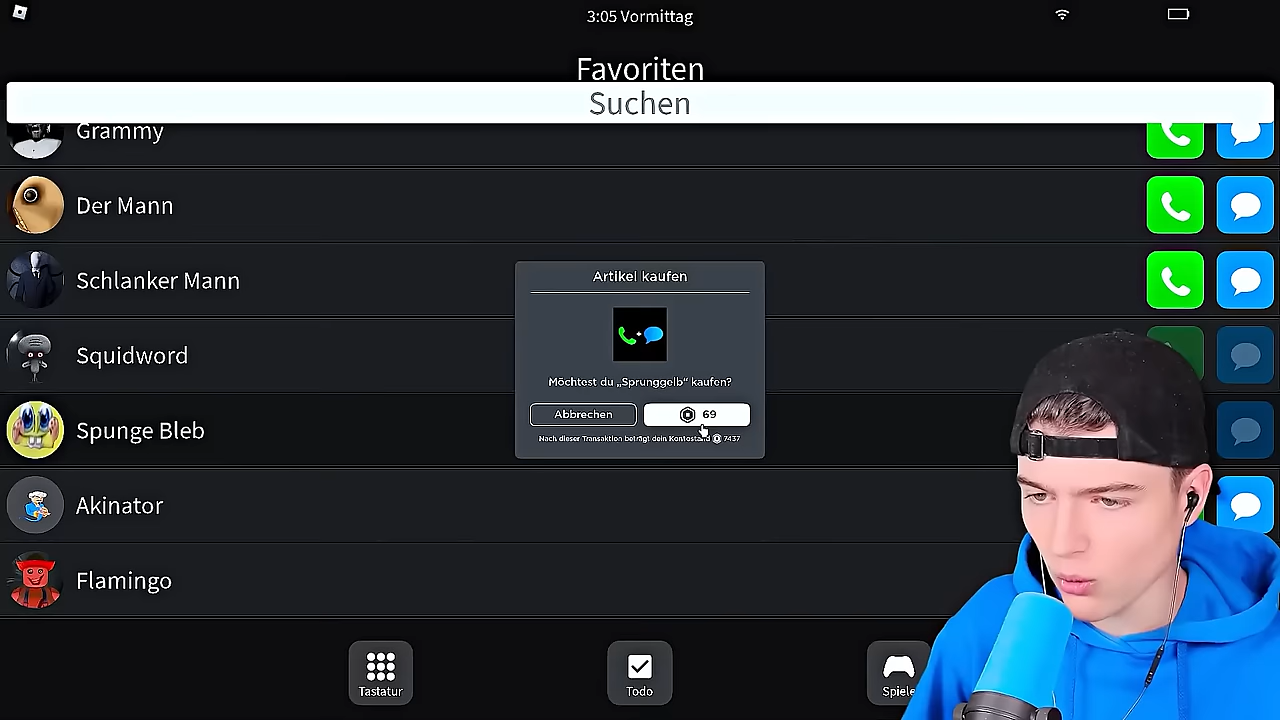 3:05 Vormittag
Favoriten
Suchen
Grammy
Der Mann
Schlanker Mann
Squidword
Spunge Bleb
Akinator
Flamingo
Artikel kaufen
Möchtest du „Sprunggelb“ kaufen?
Abbrechen
69
Nach dieser Transaktion beträgt dein Kontostand 7437
Tastatur
Todo
Spiele